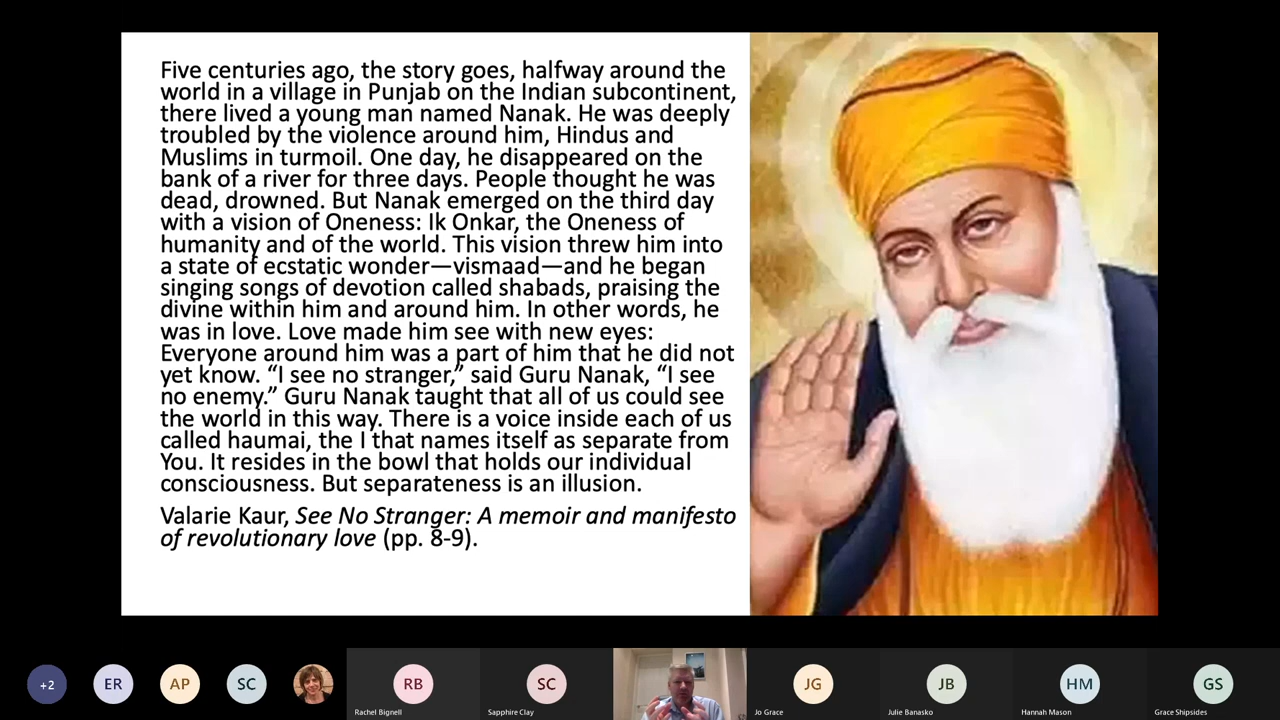 Five centuries ago, the story goes, halfway around the
world in a village in Punjab on the Indian subcontinent,
there lived a young man named Nanak. He was deeply
troubled by the violence around him, Hindus and
Muslims in turmoil. One day, he disappeared on the
bank of a river for three days. People thought he was
dead, drowned. But Nanak emerged on the third day
with a vision of Oneness: Ik Onkar, the Oneness of
humanity and of the world. This vision threw him into
a state of ecstatic wonder—vismaad—and he began
singing songs of devotion called shabads, praising the
divine within him and around him. In other words, he
was in love. Love made him see with new eyes:
Everyone around him was a part of him that he did not
yet know. “I see no stranger,” said Guru Nanak, “I see
no enemy.” Guru Nanak taught that all of us could see
the world in this way. There is a voice inside each of us
called haumai, the I that names itself as separate from
You. It resides in the bowl that holds our individual
consciousness. But separateness is an illusion.
Valarie Kaur, See No Stranger: A memoir and manifesto
of revolutionary love (pp. 8-9).
+2
ER
AP
SC
RB
Rachel Bignell
SC
Sapphire Clay
JG
Jo Grace
JB
Julie Banasko
HM
Hannah Mason
GS
Grace Shipsides